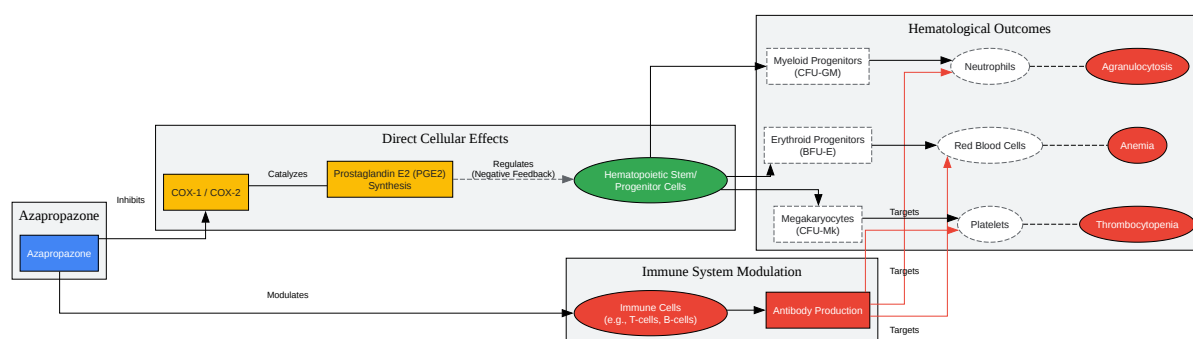 Hematological Outcomes
Myeloid Progenitors
(CFU-GM)
Neutrophils
Agranulocytosis
Direct Cellular Effects
Erythroid Progenitors
(BFU-E)
Red Blood Cells
Anemia
COX-1 / COX-2
Catalyzes
Prostaglandin E2 (PGE2)
Synthesis
Regulates
(Negative Feedback)
Hematopoietic Stem/
Progenitor Cells
Inhibits
Megakaryocytes
(CFU-Mk)
Targets
Platelets
Thrombocytopenia
Azapropazone
Azapropazone
Immune System Modulation
Targets
Modulates
Immune Cells
(e.g., T-cells, B-cells)
Antibody Production
Targets